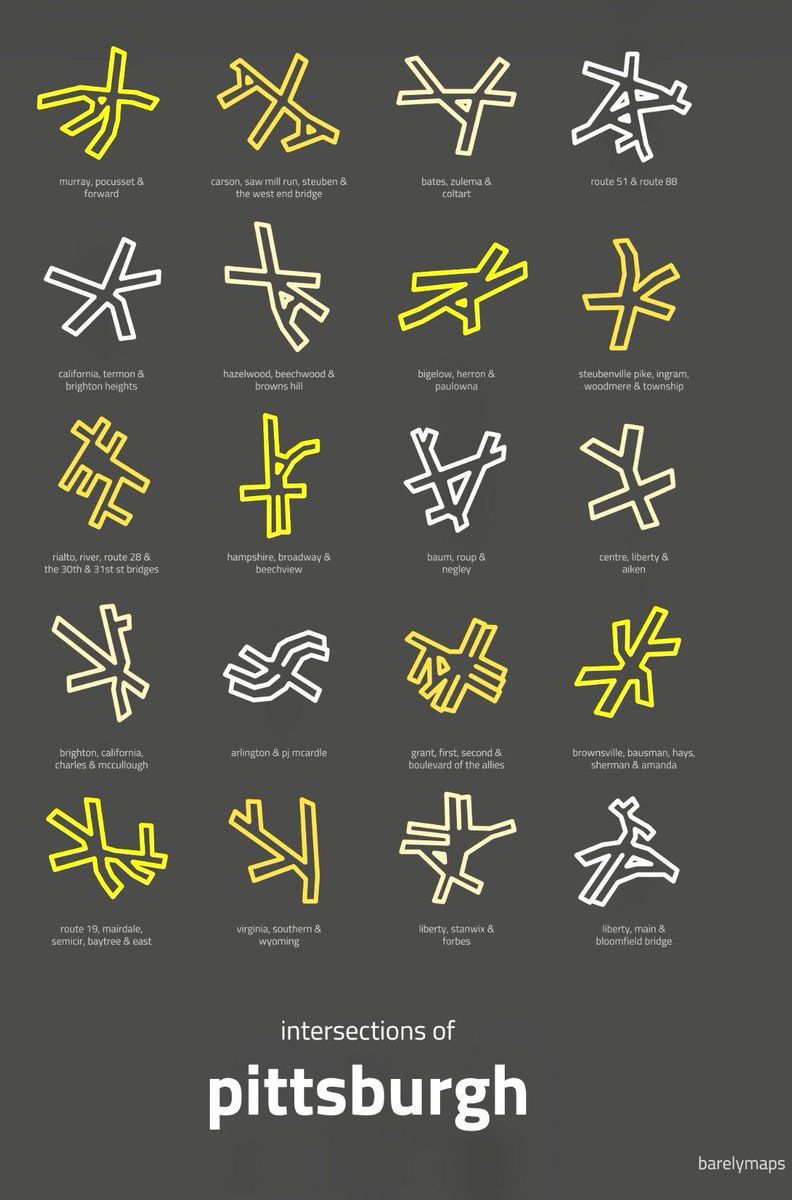 murray, pocusset &
forward
carson, saw mill run, steuben &
the west end bridge
bates, zulema &
coltart
route 51 & route 88
california, termon &
brighton heights
hazelwood, beechwood &
browns hill
bigelow, herron &
paulowna
steubenville pike, ingram,
woodmere & township
rialto, river, route 28 &
the 30th & 31st st bridges
hampshire, broadway &
beechview
baum, roup &
negley
centre, liberty &
aiken
brighton, california,
charles & mccullough
arlington & pj mcardle
grant, first, second &
boulevard of the allies
brownsville, bausman, hays,
sherman & amanda
route 19, mairdale,
semicir, baytree & east
virginia, southern &
wyoming
liberty, stanwix &
forbes
liberty, main &
bloomfield bridge
intersections of
pittsburgh
barelymaps